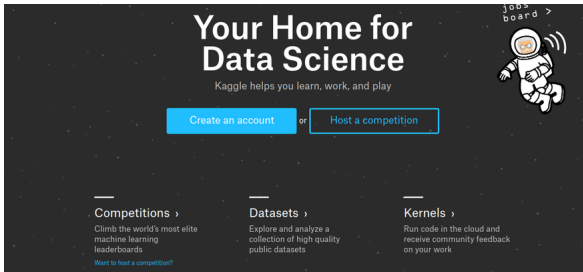 jobs
board >
Your Home for
Data Science
Kaggle helps you learn, work, and play
Create an account or Host a competition
Competitions ›
Climb the world's most elite
machine learning
leaderboards
Want to host a competition?
Datasets ›
Explore and analyze a
collection of high quality
public datasets
Kernels ›
Run code in the cloud and
receive community feedback
on your work